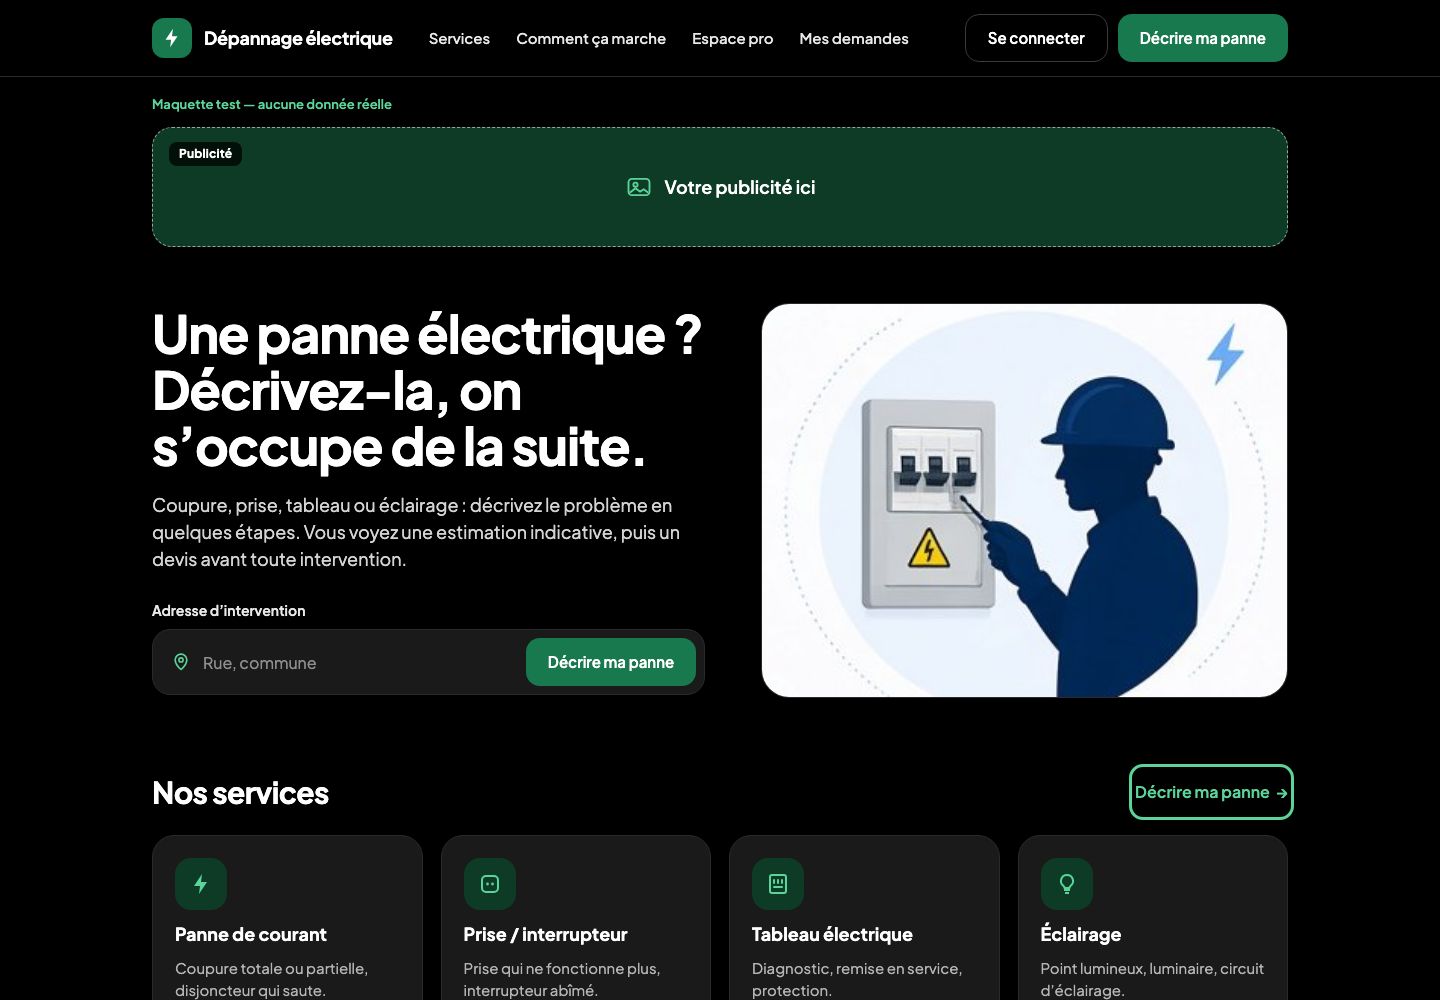 Dépannage électrique
Services
Comment ça marche
Espace pro
Mes demandes
Se connecter
Décrire ma panne
Maquette test — aucune donnée réelle
Publicité
Votre publicité ici
Une panne électrique ?
Décrivez-la, on
s’occupe de la suite.
Coupure, prise, tableau ou éclairage : décrivez le problème en
quelques étapes. Vous voyez une estimation indicative, puis un
devis avant toute intervention.
Adresse d’intervention
Rue, commune
Décrire ma panne
Nos services
Décrire ma panne →
Panne de courant
Coupure totale ou partielle,
disjoncteur qui saute.
Prise / interrupteur
Prise qui ne fonctionne plus,
interrupteur abîmé.
Tableau électrique
Diagnostic, remise en service,
protection.
Éclairage
Point lumineux, luminaire, circuit
d’éclairage.